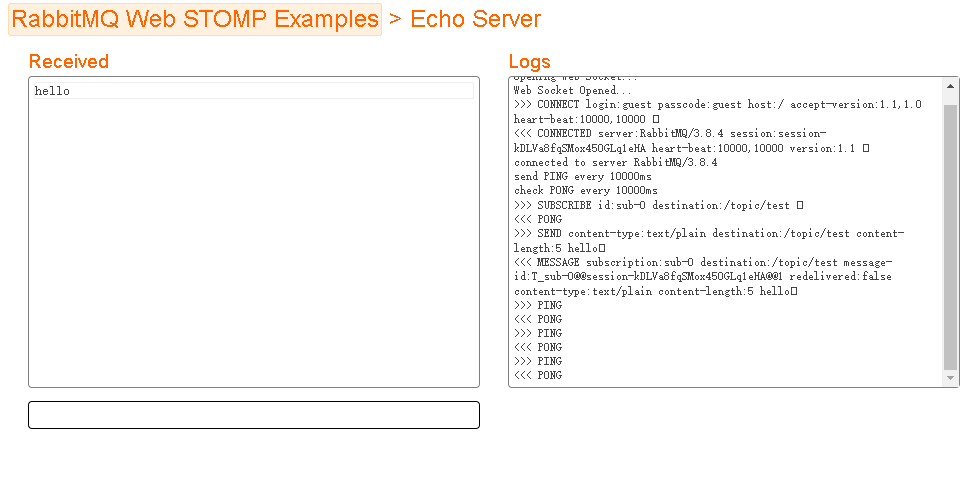 RabbitMQ Web STOMP Examples > Echo Server
Received
hello
Logs
Opening Web Socket...
Web Socket Opened...
>>> CONNECT login:guest passcode:guest host:/ accept-version:1.1,1.0
heart-beat:10000,10000 □
<<< CONNECTED server:RabbitMQ/3.8.4 session:session-
kDLVa8fqSMox450GLq1eHA heart-beat:10000,10000 version:1.1 □
connected to server RabbitMQ/3.8.4
send PING every 10000ms
check PONG every 10000ms
>>> SUBSCRIBE id:sub-0 destination:/topic/test □
<<< PONG
>>> SEND content-type:text/plain destination:/topic/test content-
length:5 hello□
<<< MESSAGE subscription:sub-0 destination:/topic/test message-
id:T_sub-0@@session-kDLVa8fqSMox450GLq1eHA@@1 redelivered:false
content-type:text/plain content-length:5 hello□
>>> PING
<<< PONG
>>> PING
<<< PONG
>>> PING
<<< PONG